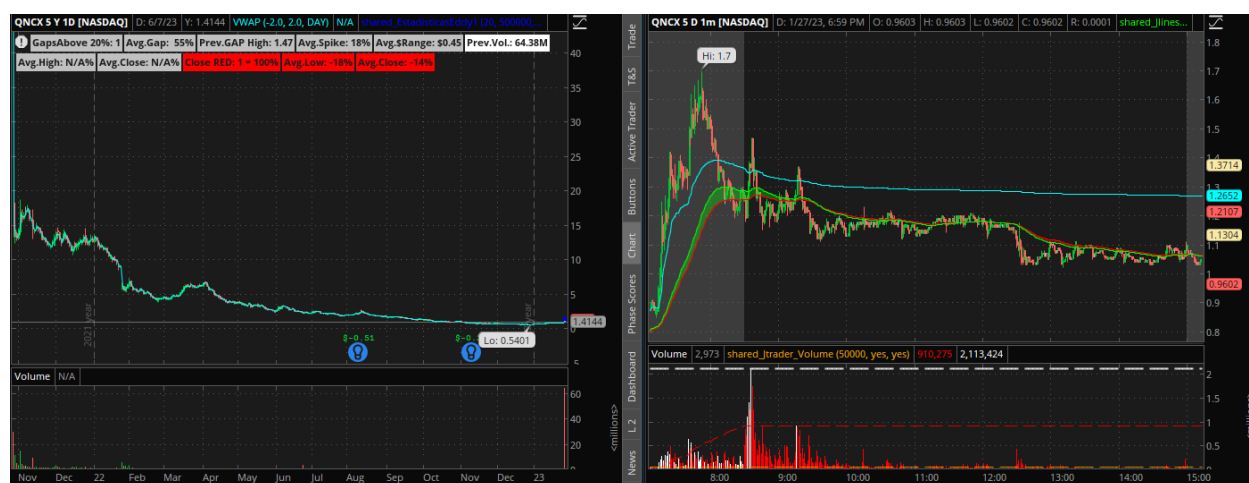 QNCX 5 Y 1D [NASDAQ] D: 6/7/23 Y: 1.4144 VWAP (-2.0, 2.0, DAY) N/A
GapsAbove 20%: 1 Avg.Gap: 55% Prev.GAP High: 1.47 Avg.Spike: 18% Avg.$Range: $0.45 Prev.Vol.: 64.38M
Avg.High: N/A% Avg.Close: N/A% Close RED: 1 = 100% Avg.Low: -18% Avg.Close: -14%
40
35
30
25
20
15
10
5
1.4144
0
2021 year
year
$-0.51
Lo: 0.5401
Volume N/A
60
40
20
<millions>
Nov Dec 22 Feb Mar Apr May Jun Jul Aug Sep Oct Nov Dec 23
Trade
T&S
Active Trader
Buttons
Chart
Phase Scores
Dashboard
L 2
News
QNCX 5 D 1m [NASDAQ] D: 1/27/23, 6:59 PM O: 0.9603 H: 0.9603 L: 0.9602 C: 0.9602 R: 0.0001 shared_Jlines...
Hi: 1.7
1.8
1.7
1.6
1.5
1.4
1.3714
1.3
1.2652
1.2107
1.1304
1.1
1
0.9602
0.9
0.8
Volume 2,973 shared_Jtrader_Volume (50000, yes, yes) 910,275 2,113,424
2
1.5
1
0.5
8:00 9:00 10:00 11:00 12:00 13:00 14:00 15:00